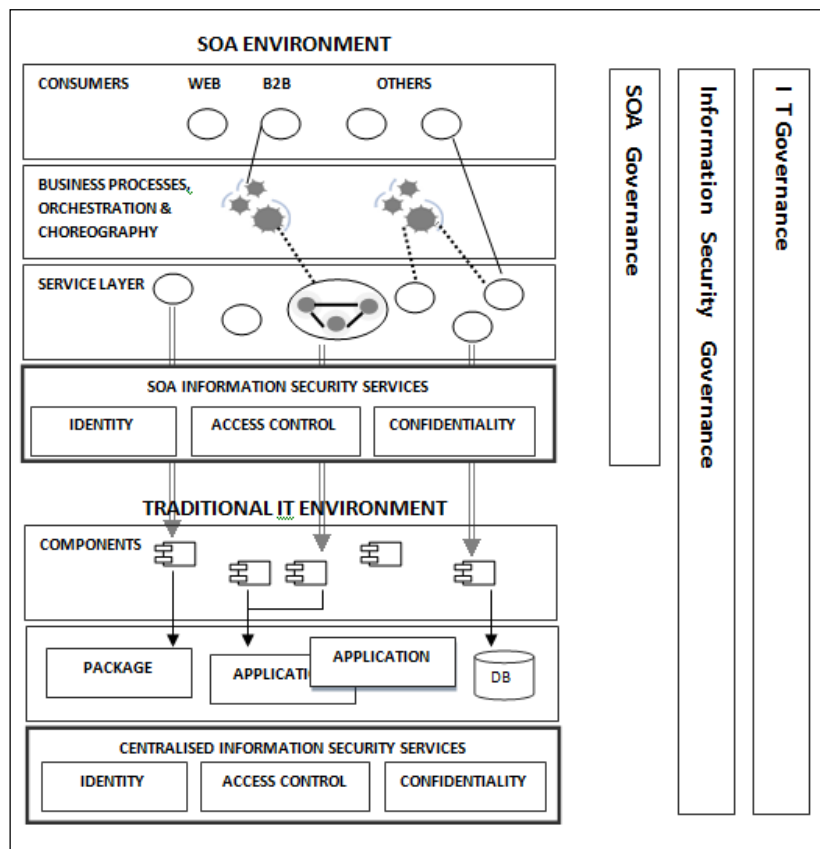 SOA ENVIRONMENT
CONSUMERS WEB B2B OTHERS
BUSINESS PROCESSES,
ORCHESTRATION &
CHOREOGRAPHY
SERVICE LAYER
SOA INFORMATION SECURITY SERVICES
IDENTITY ACCESS CONTROL CONFIDENTIALITY
TRADITIONAL IT ENVIRONMENT
COMPONENTS
PACKAGE
APPLICATIO
APPLICATION
DB
CENTRALISED INFORMATION SECURITY SERVICES
IDENTITY ACCESS CONTROL CONFIDENTIALITY
SOA Governance
Information Security Governance
I T Governance